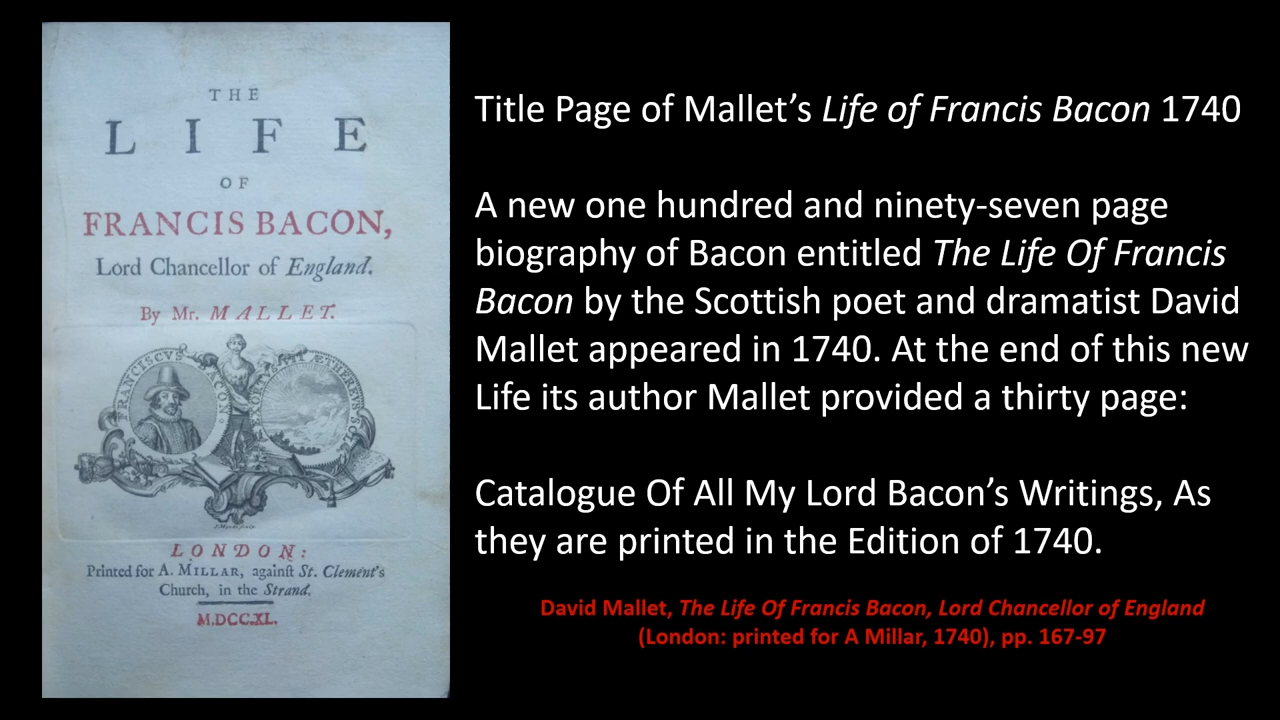 THE
LIFE
OF
FRANCIS BACON,
Lord Chancellor of England.
By Mr. MALLET.
FRANCISCVS BACON
LONDON:
Printed for A. MILLAR, againſt St. Clement's
Church, in the Strand.
M.DCC.XL.
Title Page of Mallet’s Life of Francis Bacon 1740
A new one hundred and ninety-seven page
biography of Bacon entitled The Life Of Francis
Bacon by the Scottish poet and dramatist David
Mallet appeared in 1740. At the end of this new
Life its author Mallet provided a thirty page:
Catalogue Of All My Lord Bacon’s Writings, As
they are printed in the Edition of 1740.
David Mallet, The Life Of Francis Bacon, Lord Chancellor of England
(London: printed for A Millar, 1740), pp. 167-97